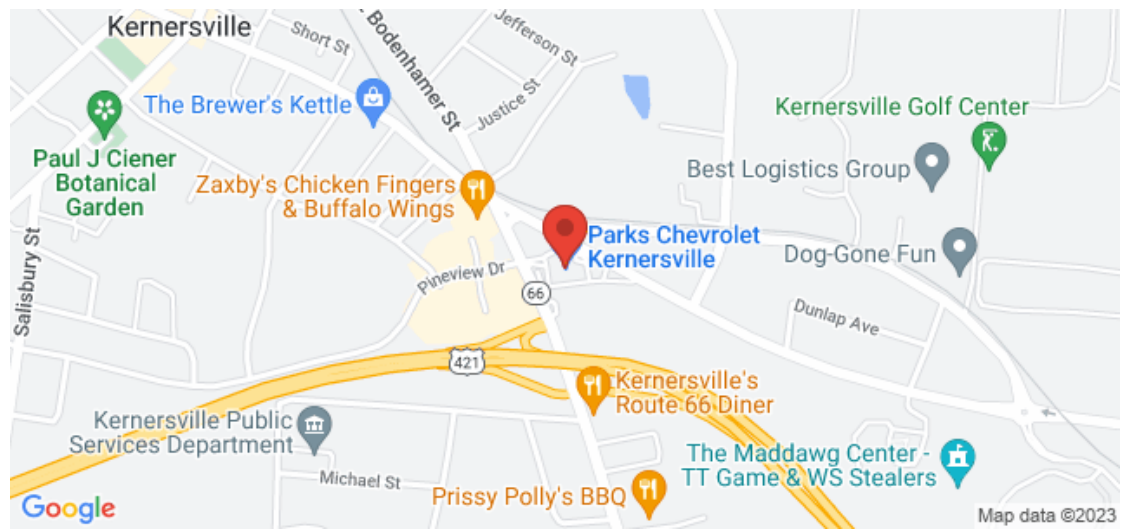 Kernersville
Short St
Bodenhamer St
Jefferson St
Justice St
The Brewer's Kettle
Kernersville Golf Center
Paul J Ciener
Botanical
Garden
Best Logistics Group
Zaxby's Chicken Fingers
& Buffalo Wings
Parks Chevrolet
Kernersville
Dog-Gone Fun
Salisbury St
Pineview Dr
66
Dunlap Ave
421
Kernersville's
Route 66 Diner
Kernersville Public
Services Department
The Maddawg Center -
TT Game & WS Stealers
Michael St
Prissy Polly's BBQ
Google
Map data ©2023